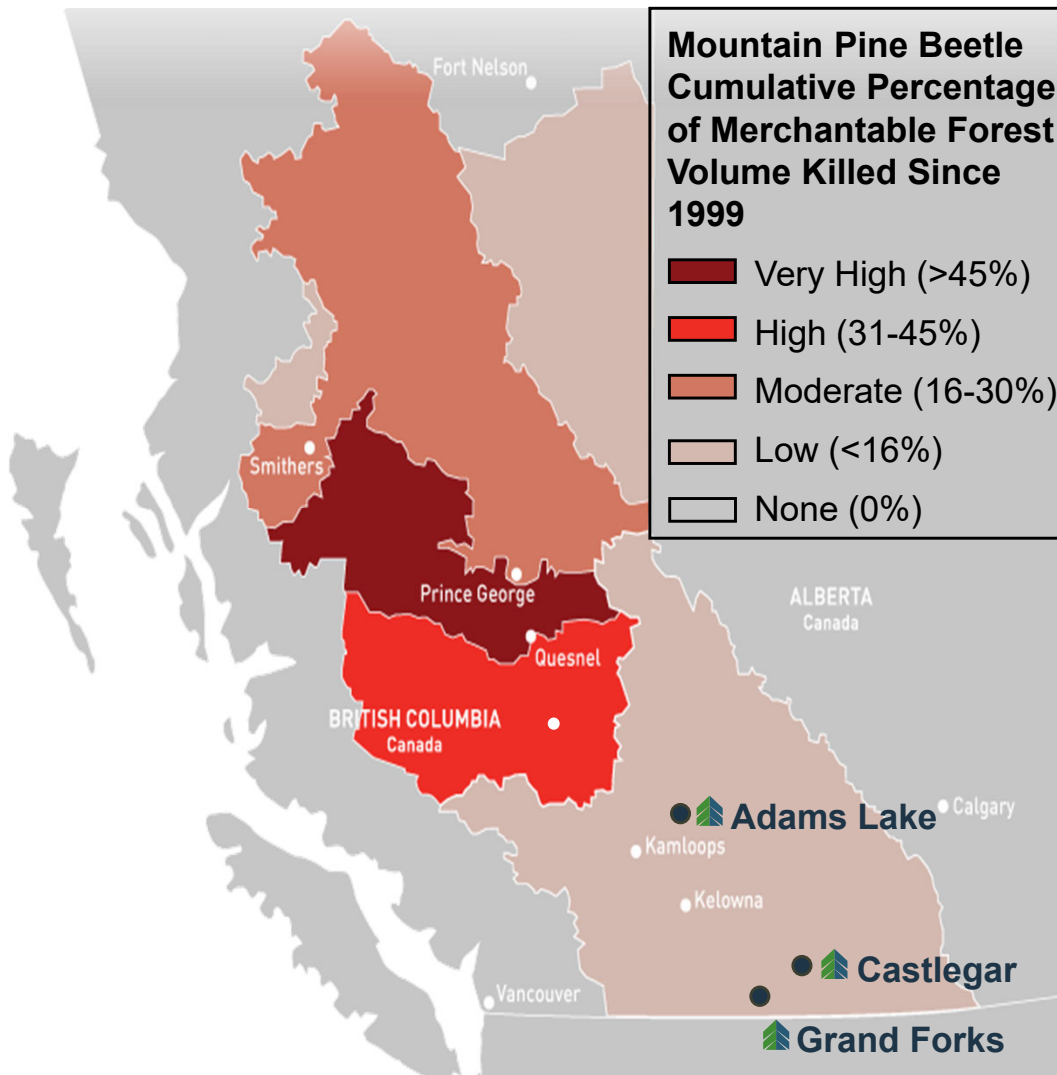 Mountain Pine Beetle
Cumulative Percentage
of Merchantable Forest
Volume Killed Since
1999
Very High (>45%)
High (31-45%)
Moderate (16-30%)
Low (<16%)
None (0%)
Fort Nelson
Smithers
Prince George
Quesnel
ALBERTA
Canada
BRITISH COLUMBIA
Canada
Adams Lake
Calgary
Kamloops
Kelowna
Castlegar
Vancouver
Grand Forks